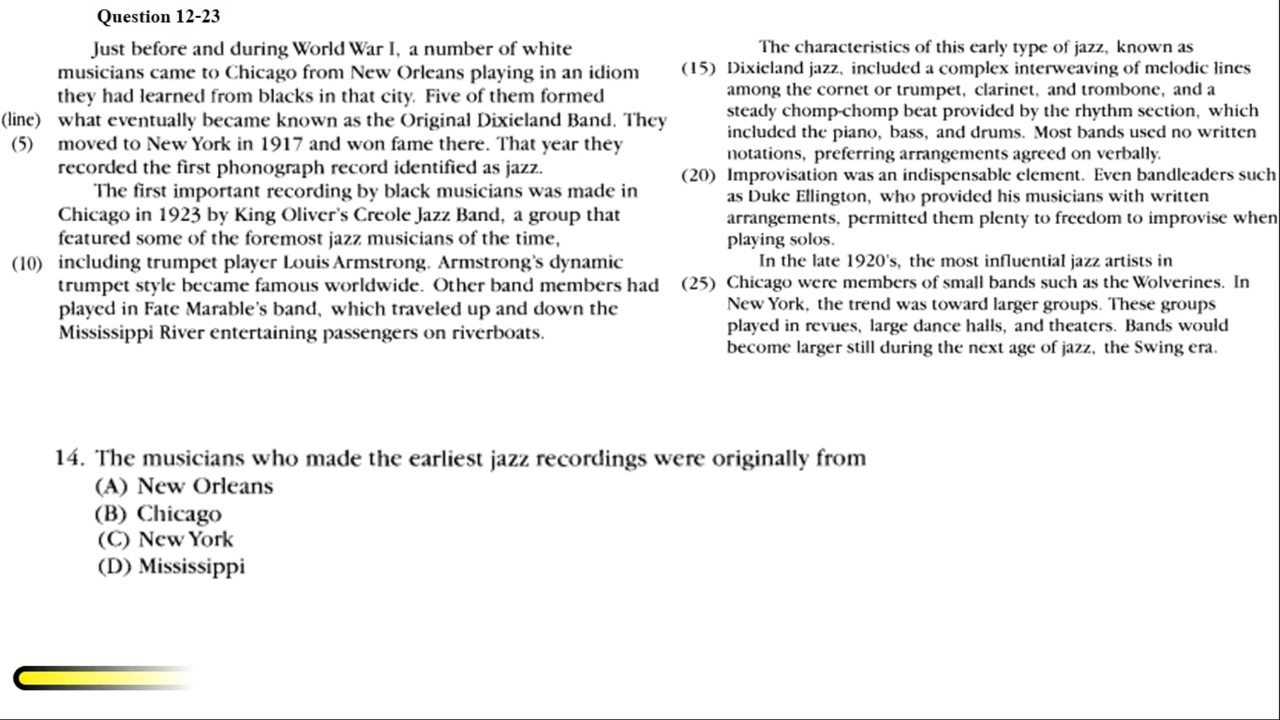 Question 12-23
Just before and during World War I, a number of white
musicians came to Chicago from New Orleans playing in an idiom
they had learned from blacks in that city. Five of them formed
(line) what eventually became known as the Original Dixieland Band. They
(5) moved to New York in 1917 and won fame there. That year they
recorded the first phonograph record identified as jazz.
The first important recording by black musicians was made in
Chicago in 1923 by King Oliver's Creole Jazz Band, a group that
featured some of the foremost jazz musicians of the time,
(10) including trumpet player Louis Armstrong. Armstrong's dynamic
trumpet style became famous worldwide. Other band members had
played in Fate Marable's band, which traveled up and down the
Mississippi River entertaining passengers on riverboats.
The characteristics of this early type of jazz, known as
(15) Dixieland jazz, included a complex interweaving of melodic lines
among the cornet or trumpet, clarinet, and trombone, and a
steady chomp-chomp beat provided by the rhythm section, which
included the piano, bass, and drums. Most bands used no written
notations, preferring arrangements agreed on verbally.
(20) Improvisation was an indispensable element. Even bandleaders such
as Duke Ellington, who provided his musicians with written
arrangements, permitted them plenty to freedom to improvise when
playing solos.
In the late 1920's, the most influential jazz artists in
(25) Chicago were members of small bands such as the Wolverines. In
New York, the trend was toward larger groups. These groups
played in revues, large dance halls, and theaters. Bands would
become larger still during the next age of jazz, the Swing era.
14. The musicians who made the earliest jazz recordings were originally from
(A) New Orleans
(B) Chicago
(C) New York
(D) Mississippi